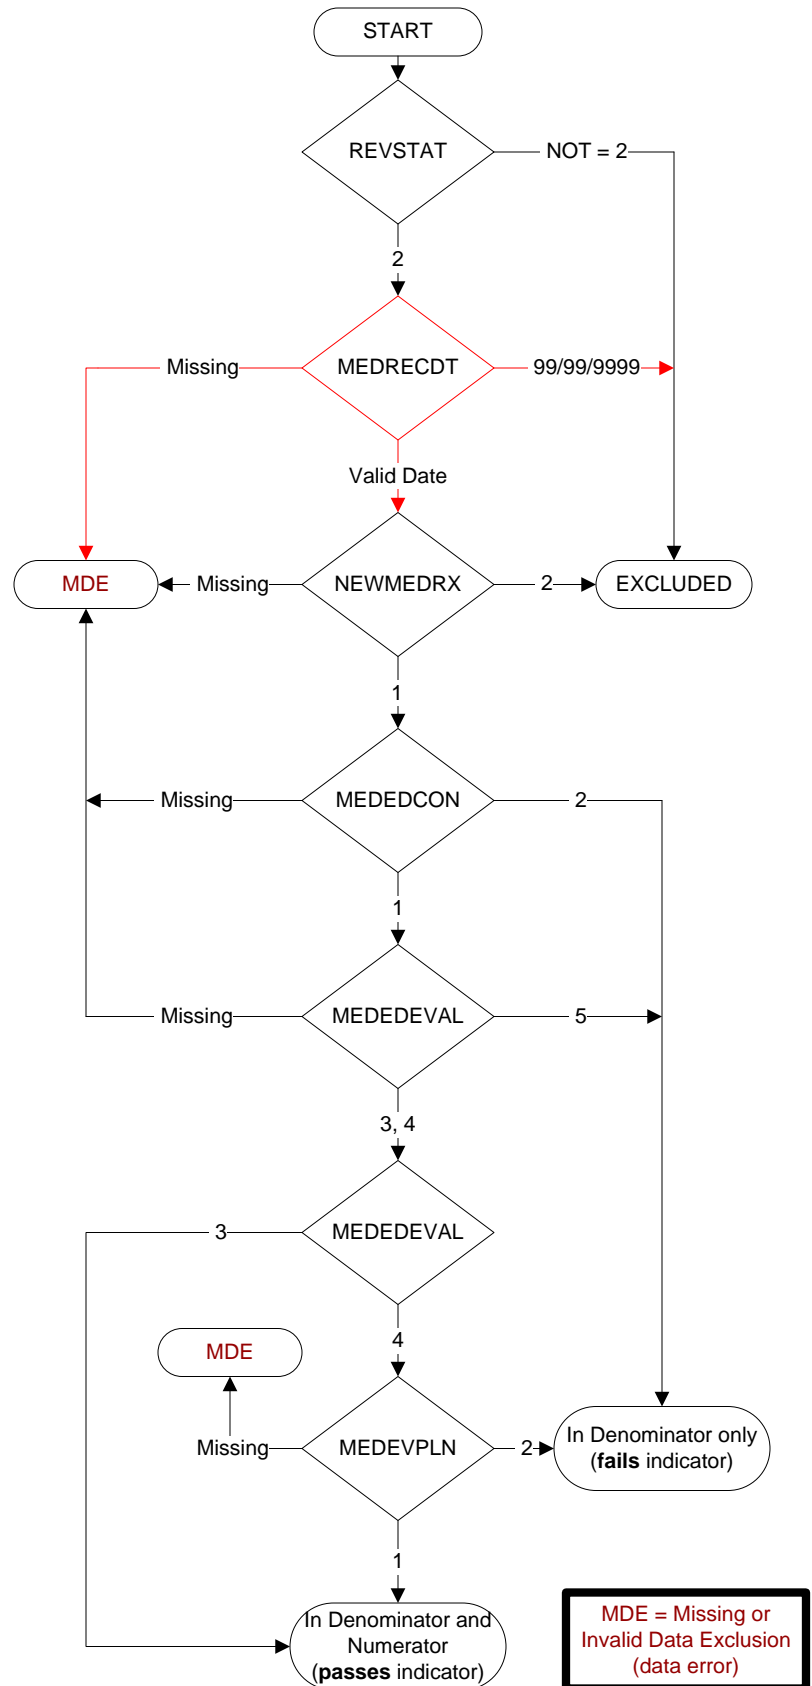 START
REVSTAT
NOT = 2
2
Missing
MEDRECDT
99/99/9999
Valid Date
MDE
Missing
NEWMEDRX
2
EXCLUDED
1
Missing
MEDEDCON
2
1
Missing
MEDEDEVAL
5
3, 4
3
MEDEDEVAL
4
MDE
Missing
MEDEVPLN
2
In Denominator only
(fails indicator)
1
In Denominator and
Numerator
(passes indicator)
MDE = Missing or
Invalid Data Exclusion
(data error)